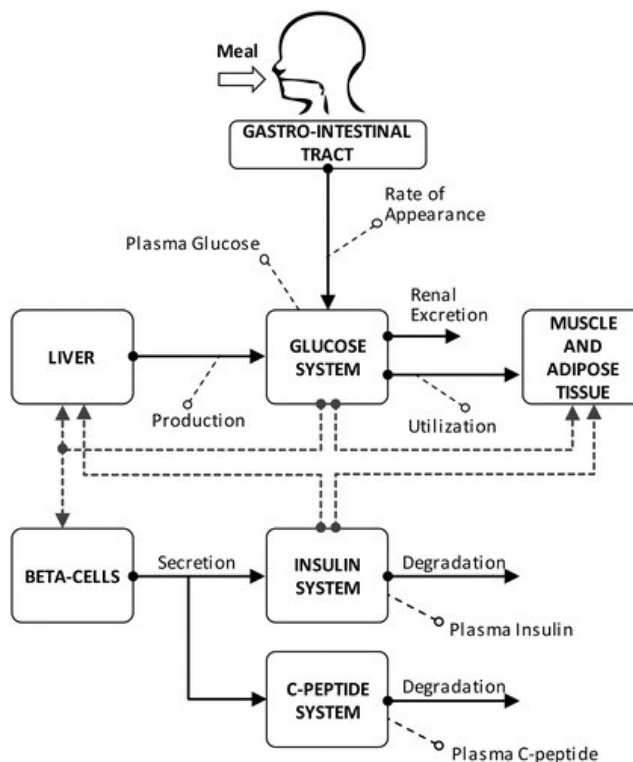 Meal
GASTRO-INTESTINAL
TRACT
Rate of
Appearance
Plasma Glucose
Renal
Excretion
LIVER
GLUCOSE
SYSTEM
MUSCLE
AND
ADIPOSE
TISSUE
Production
Utilization
BETA-CELLS
Secretion
INSULIN
SYSTEM
Degradation
Plasma Insulin
C-PEPTIDE
SYSTEM
Degradation
Plasma C-peptide